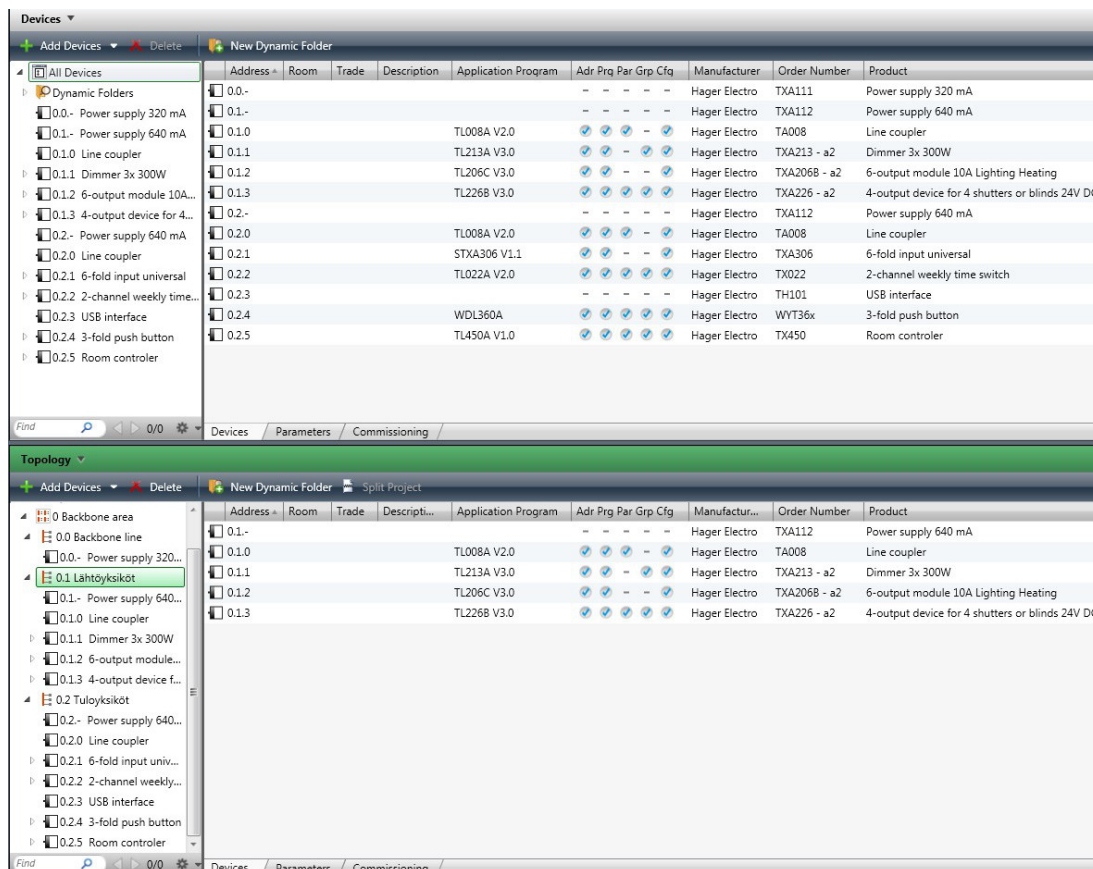 Devices
Add Devices Delete New Dynamic Folder
All Devices
Dynamic Folders
0.0.- Power supply 320 mA
0.1.- Power supply 640 mA
0.1.0 Line coupler
0.1.1 Dimmer 3x 300W
0.1.2 6-output module 10A...
0.1.3 4-output device for 4...
0.2.- Power supply 640 mA
0.2.0 Line coupler
0.2.1 6-fold input universal
0.2.2 2-channel weekly time...
0.2.3 USB interface
0.2.4 3-fold push button
0.2.5 Room controler
Find 0/0
Address Room Trade Description Application Program Adr Prg Par Grp Cfg Manufacturer Order Number Product
0.0.- - - - - - Hager Electro TXA111 Power supply 320 mA
0.1.- - - - - - Hager Electro TXA112 Power supply 640 mA
0.1.0 TL008A V2.0 - Hager Electro TA008 Line coupler
0.1.1 TL213A V3.0 - Hager Electro TXA213 - a2 Dimmer 3x 300W
0.1.2 TL206C V3.0 - - Hager Electro TXA206B - a2 6-output module 10A Lighting Heating
0.1.3 TL226B V3.0 Hager Electro TXA226 - a2 4-output device for 4 shutters or blinds 24V
0.2.- - - - - - Hager Electro TXA112 Power supply 640 mA
0.2.0 TL008A V2.0 - Hager Electro TA008 Line coupler
0.2.1 STXA306 V1.1 - - Hager Electro TXA306 6-fold input universal
0.2.2 TL022A V2.0 Hager Electro TX022 2-channel weekly time switch
0.2.3 - - - - - Hager Electro TH101 USB interface
0.2.4 WDL360A Hager Electro WYT36x 3-fold push button
0.2.5 TL450A V1.0 Hager Electro TX450 Room controler
Devices Parameters Commissioning
Topology
Add Devices Delete New Dynamic Folder Split Project
0 Backbone area
0.0 Backbone line
0.0.- Power supply 320...
0.1 Lähtöyksiköt
0.1.- Power supply 640...
0.1.0 Line coupler
0.1.1 Dimmer 3x 300W
0.1.2 6-output module...
0.1.3 4-output device f...
0.2 Tuloyksiköt
0.2.- Power supply 640...
0.2.0 Line coupler
0.2.1 6-fold input univ...
0.2.2 2-channel weekly...
0.2.3 USB interface
0.2.4 3-fold push button
0.2.5 Room controler
Find 0/0
Address Room Trade Descripti... Application Program Adr Prg Par Grp Cfg Manufactur... Order Number Product
0.1.- - - - - - Hager Electro TXA112 Power supply 640 mA
0.1.0 TL008A V2.0 - Hager Electro TA008 Line coupler
0.1.1 TL213A V3.0 - Hager Electro TXA213 - a2 Dimmer 3x 300W
0.1.2 TL206C V3.0 - - Hager Electro TXA206B - a2 6-output module 10A Lighting Heating
0.1.3 TL226B V3.0 Hager Electro TXA226 - a2 4-output device for 4 shutters or blinds 24V
Devices Parameters Commissioning